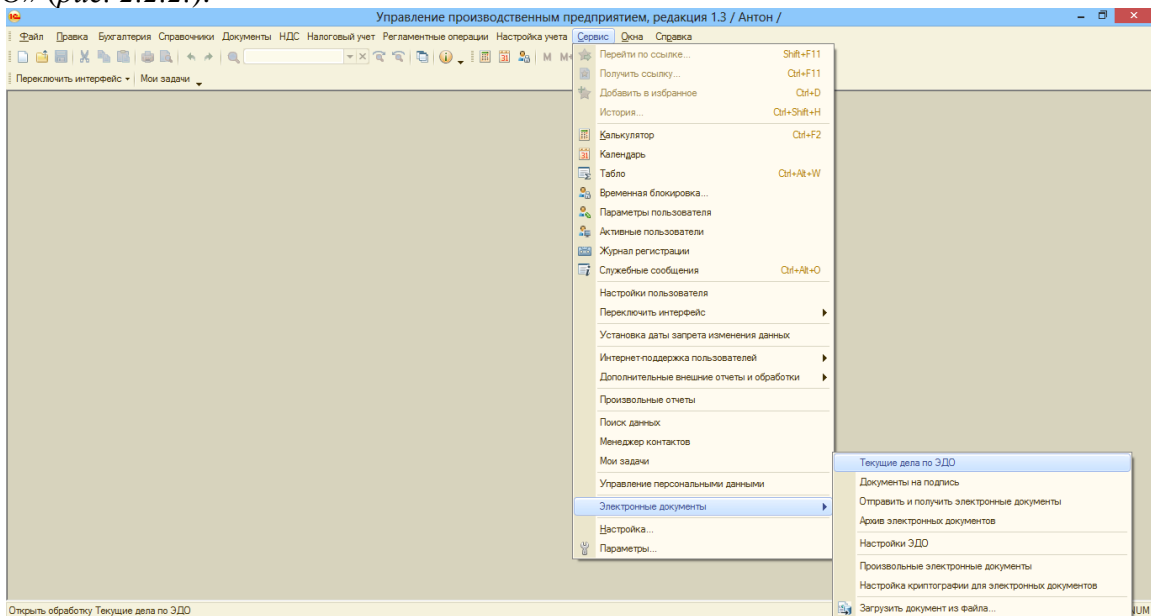 (рис. 2.2.2.).
Управление производственным предприятием, редакция 1.3 / Антон /
Файл Правка Бухгалтерия Справочники Документы НДС Налоговый учет Регламентные операции Настройка учета Сервис Окна Справка
M M+
Переключить интерфейс Мои задачи
Перейти по ссылке... Shift+F11
Получить ссылку... Ctrl+F11
Добавить в избранное Ctrl+D
История... Ctrl+Shift+H
Калькулятор Ctrl+F2
Календарь
Табло Ctrl+Alt+W
Временная блокировка...
Параметры пользователя
Активные пользователи
Журнал регистрации
Служебные сообщения Ctrl+Alt+O
Настройки пользователя
Переключить интерфейс
Установка даты запрета изменения данных
Интернет-поддержка пользователей
Дополнительные внешние отчеты и обработки
Произвольные отчеты
Поиск данных
Менеджер контактов
Мои задачи
Управление персональными данными
Электронные документы
Настройка...
Параметры...
Текущие дела по ЭДО
Документы на подпись
Отправить и получить электронные документы
Архив электронных документов
Настройки ЭДО
Произвольные электронные документы
Настройка криптографии для электронных документов
Загрузить документ из файла...
Открыть обработку Текущие дела по ЭДО
NUM